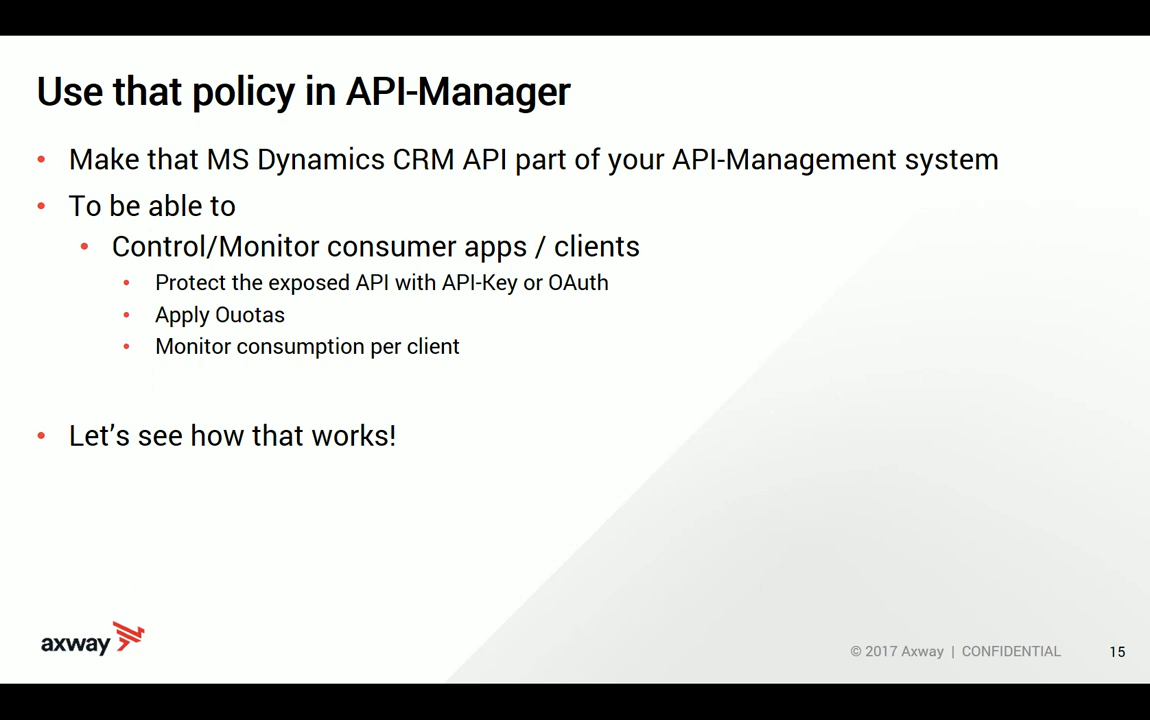 Use that policy in API-Manager
• Make that MS Dynamics CRM API part of your API-Management system
• To be able to
• Control/Monitor consumer apps / clients
• Protect the exposed API with API-Key or OAuth
• Apply Ouotas
• Monitor consumption per client
• Let’s see how that works!
axway
© 2017 Axway | CONFIDENTIAL 15